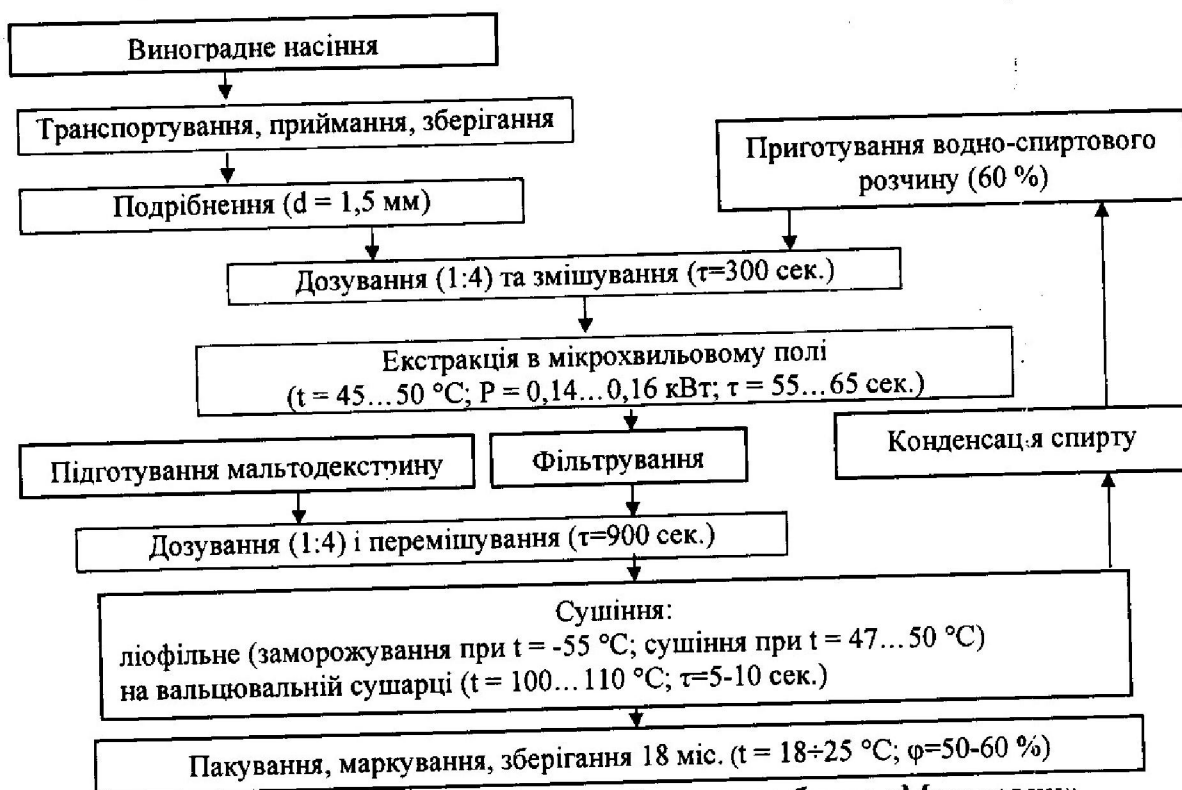 Виноградне насіння
Транспортування, приймання, зберігання
Приготування водно-спиртового
розчину (60 %)
Подрібнення (d = 1,5 мм)
Дозування (1:4) та змішування (τ=300 сек.)
Екстракція в мікрохвильовому полі
(t = 45…50 °С; Р = 0,14…0,16 кВт; τ = 55…65 сек.)
Конденсація спирту
Підготування мальтодекстрину
Фільтрування
Дозування (1:4) і перемішування (τ=900 сек.)
Сушіння:
ліофільне (заморожування при t = -55 °С; сушіння при t = 47…50 °С)
на вальцювальній сушарці (t = 100…110 °С; τ=5-10 сек.)
Пакування, маркування, зберігання 18 міс. (t = 18÷25 °С; φ=50-60 %)